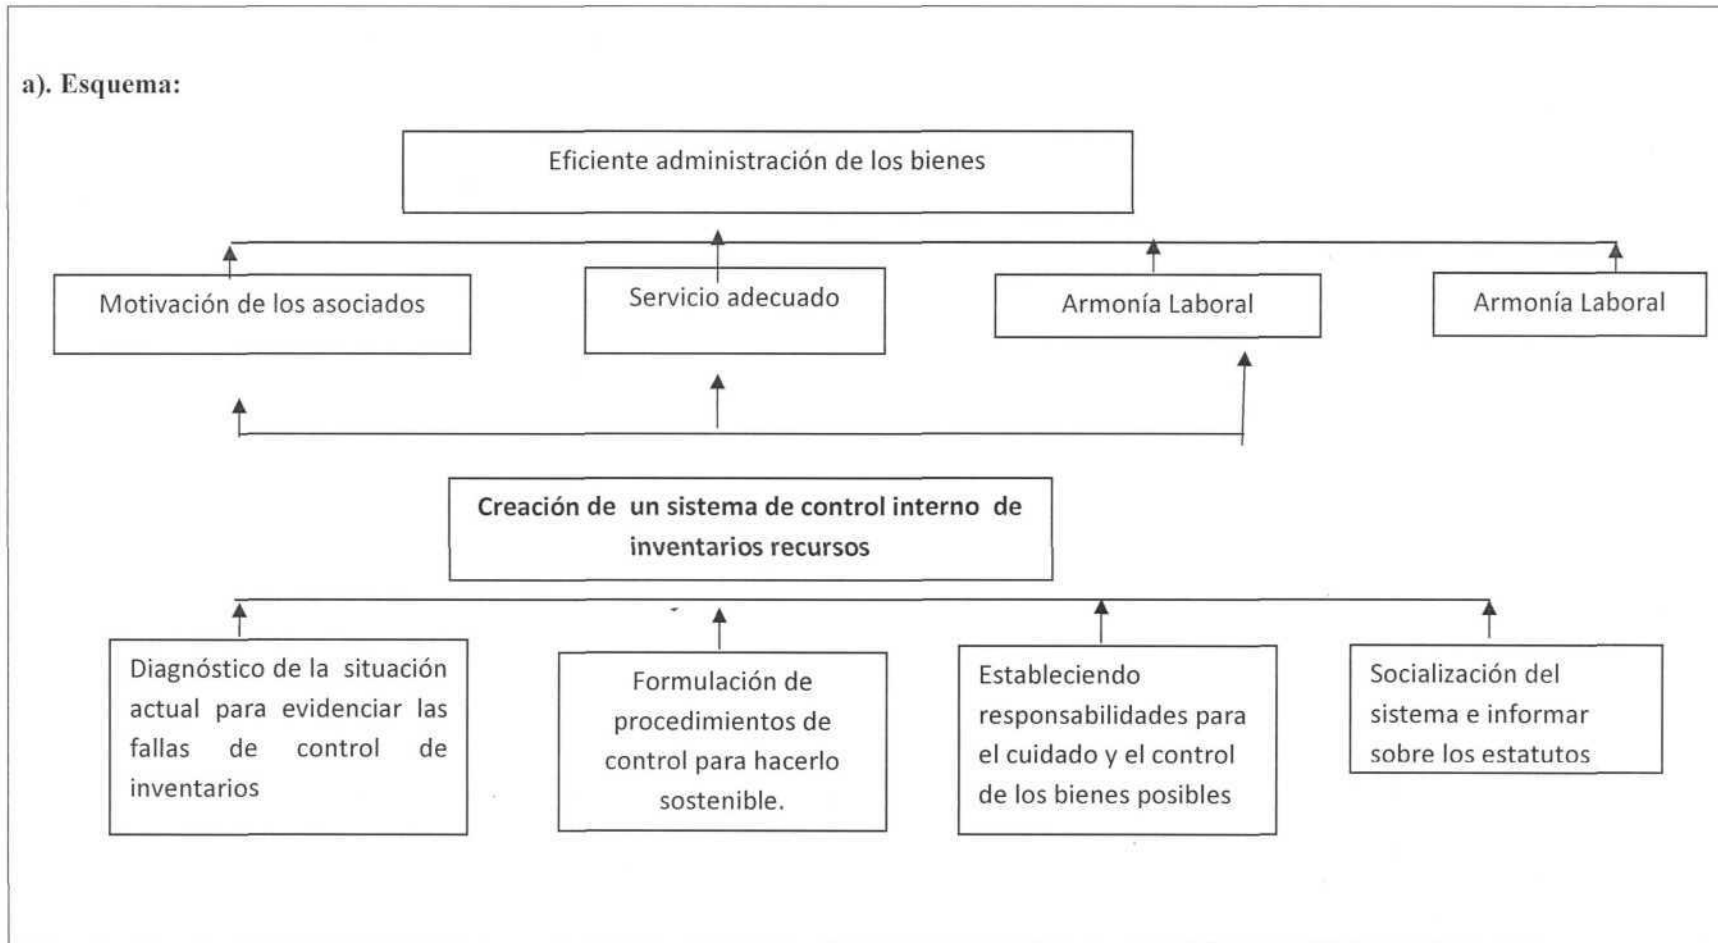 a). Esquema:
Eficiente administración de los bienes
Motivación de los asociados
Servicio adecuado
Armonía Laboral
Armonía Laboral
Creación de un sistema de control interno de
inventarios recursos
Diagnóstico de la situación
actual para evidenciar las
fallas de control de
inventarios
Formulación de
procedimientos de
control para hacerlo
sostenible.
Estableciendo
responsabilidades para
el cuidado y el control
de los bienes posibles
Socialización del
sistema e informar
sobre los estatutos